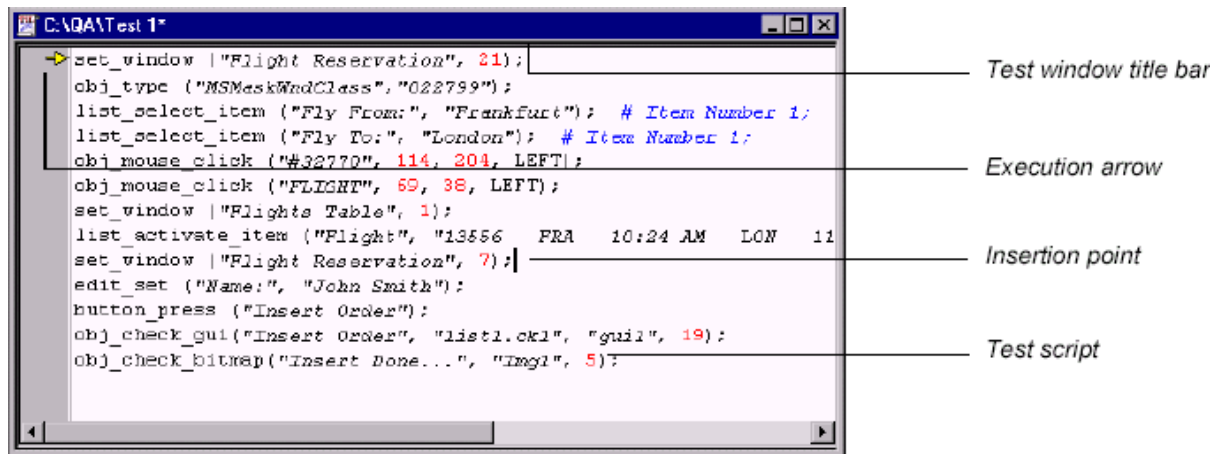 C:\QA\Test 1*
set_window ("Flight Reservation", 21);
obj_type ("MSMaskWndClass","022799");
list_select_item ("Fly From:", "Frankfurt");  # Item Number 1;
list_select_item ("Fly To:", "London");  # Item Number 1;
obj_mouse_click ("#32770", 114, 204, LEFT);
obj_mouse_click ("FLIGHT", 69, 38, LEFT);
set_window ("Flights Table", 1);
list_activate_item ("Flight", "13556   FRA   10:24 AM   LON   11
set_window ("Flight Reservation", 7);
edit_set ("Name:", "John Smith");
button_press ("Insert Order");
obj_check_gui("Insert Order", "list1.ckl", "gui1", 19);
obj_check_bitmap("Insert Done...", "Img1", 5);
Test window title bar
Execution arrow
Insertion point
Test script